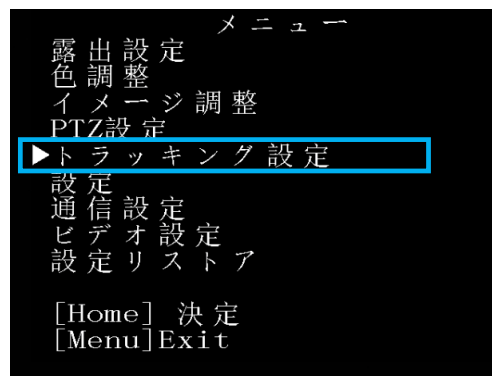 メニュー
露出設定
色調整
イメージ調整
PTZ設定
▶トラッキング設定
設定
通信設定
ビデオ設定
設定リストア
[Home] 決定
[Menu]Exit